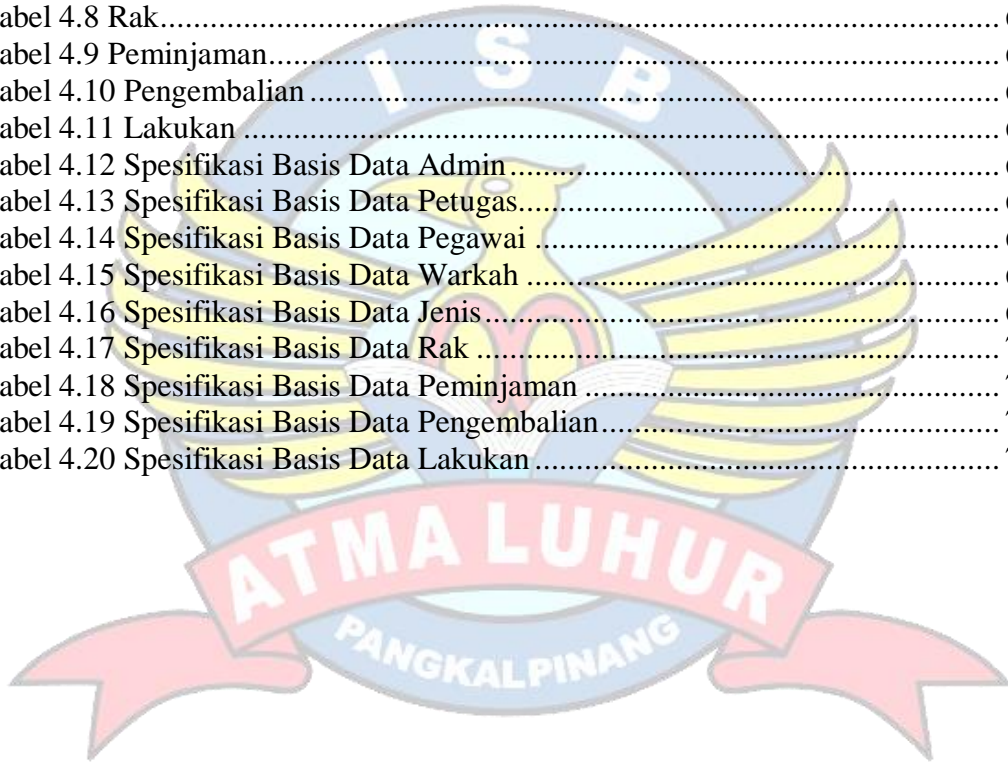 abel 4.8 Rak........................................................................................................
abel 4.9 Peminjaman.........................................................................................
abel 4.10 Pengembalian ...................................................................................
abel 4.11 Lakukan ............................................................................................
abel 4.12 Spesifikasi Basis Data Admin..........................................................
abel 4.13 Spesifikasi Basis Data Petugas.........................................................
abel 4.14 Spesifikasi Basis Data Pegawai .......................................................
abel 4.15 Spesifikasi Basis Data Warkah ........................................................
abel 4.16 Spesifikasi Basis Data Jenis.............................................................
abel 4.17 Spesifikasi Basis Data Rak ..............................................................
abel 4.18 Spesifikasi Basis Data Peminjaman .................................................
abel 4.19 Spesifikasi Basis Data Pengembalian...............................................
abel 4.20 Spesifikasi Basis Data Lakukan .......................................................
I S B
ATMA LUHUR
PANGKALPINANG